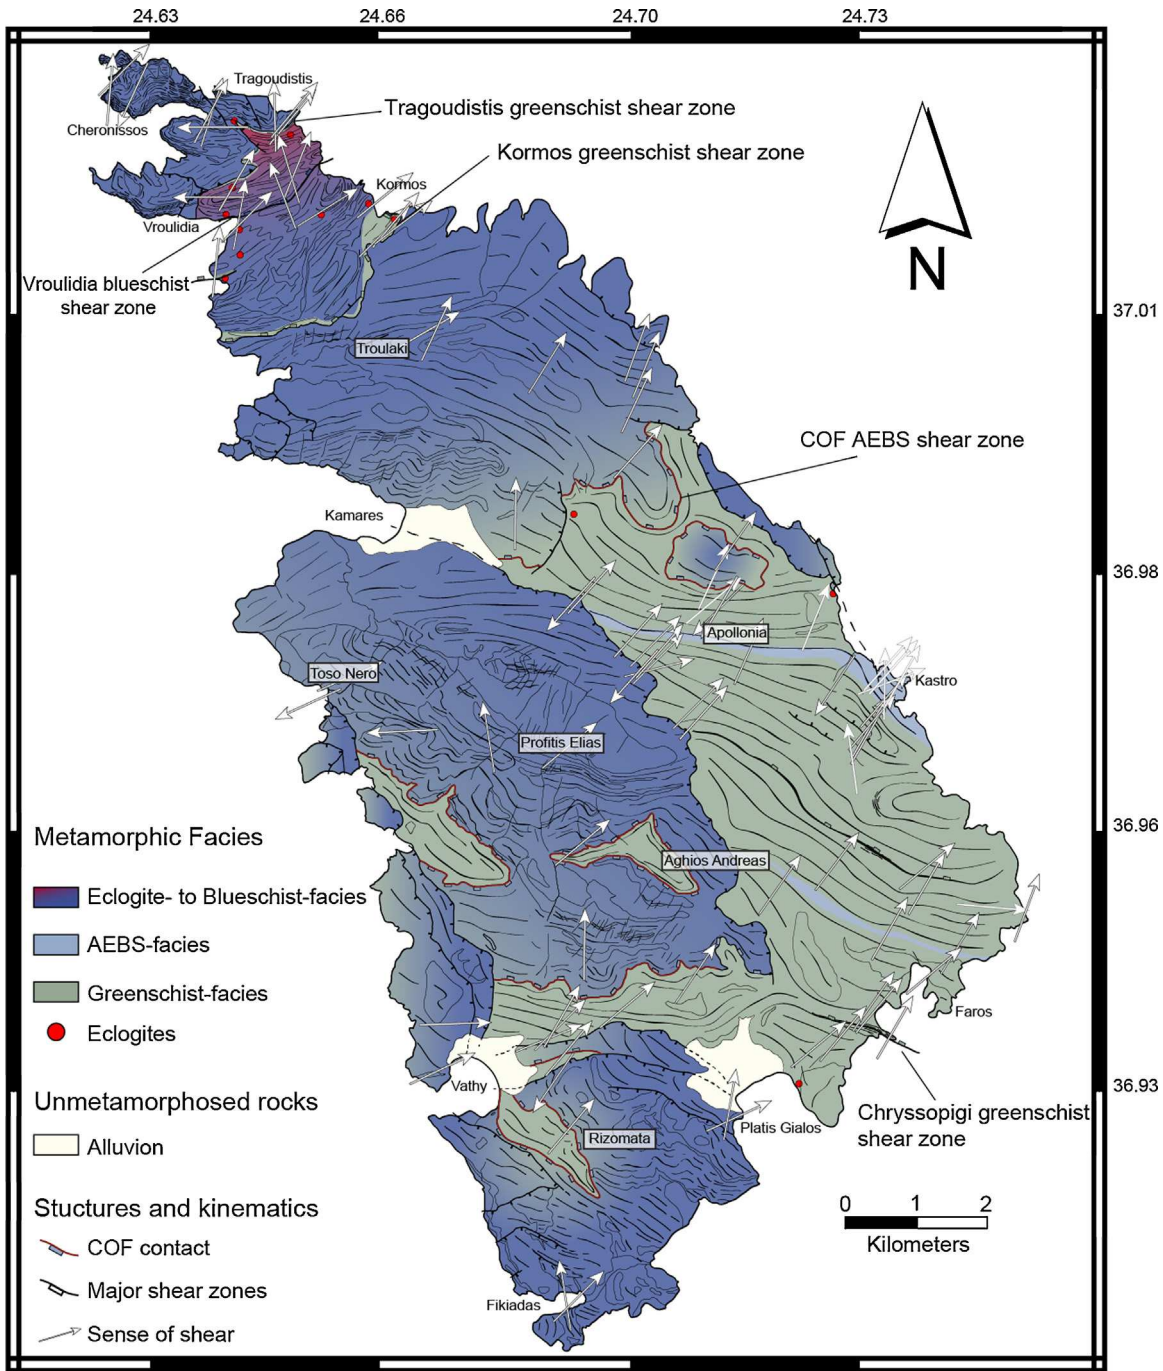 24.63
24.66
24.70
24.73
Tragoudistis
Tragoudistis greenschist shear zone
Cheronissos
Kormos greenschist shear zone
Kormos
Vroulidia
Vroulidia blueschist
shear zone
N
37.01
Troulaki
COF AEBS shear zone
Kamares
36.98
Apollonia
Toso Nero
Kastro
Profitis Elias
36.96
Metamorphic Facies
Aghios Andreas
Eclogite- to Blueschist-facies
AEBS-facies
Greenschist-facies
Faros
Eclogites
Vathy
36.93
Unmetamorphosed rocks
Platis Gialos
Chryssopigi greenschist
shear zone
Rizomata
Alluvion
Stuctures and kinematics
0 1 2
Kilometers
COF contact
Major shear zones
Fikiadas
Sense of shear